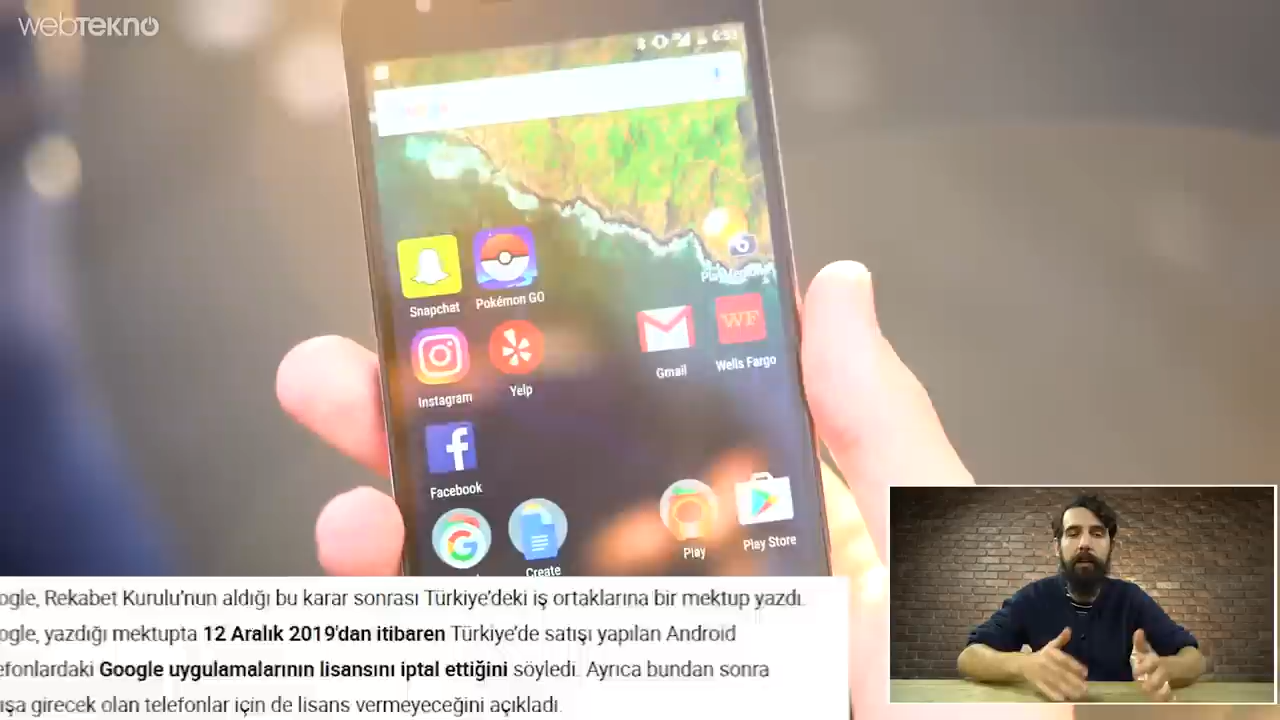 webTEKNO
6:53
Snapchat
Pokémon GO
Instagram
Yelp
Gmail
WF
Wells Fargo
Facebook
Play
Play Store
Create
ogle, Rekabet Kurulu'nun aldığı bu karar sonrası Türkiye'deki iş ortaklarına bir mektup yazdı.
ogle, yazdığı mektupta 12 Aralık 2019'dan itibaren Türkiye'de satışı yapılan Android
efonlardaki Google uygulamalarının lisansını iptal ettiğini söyledi. Ayrıca bundan sonra
ışa girecek olan telefonlar için de lisans vermeyeceğini açıkladı.